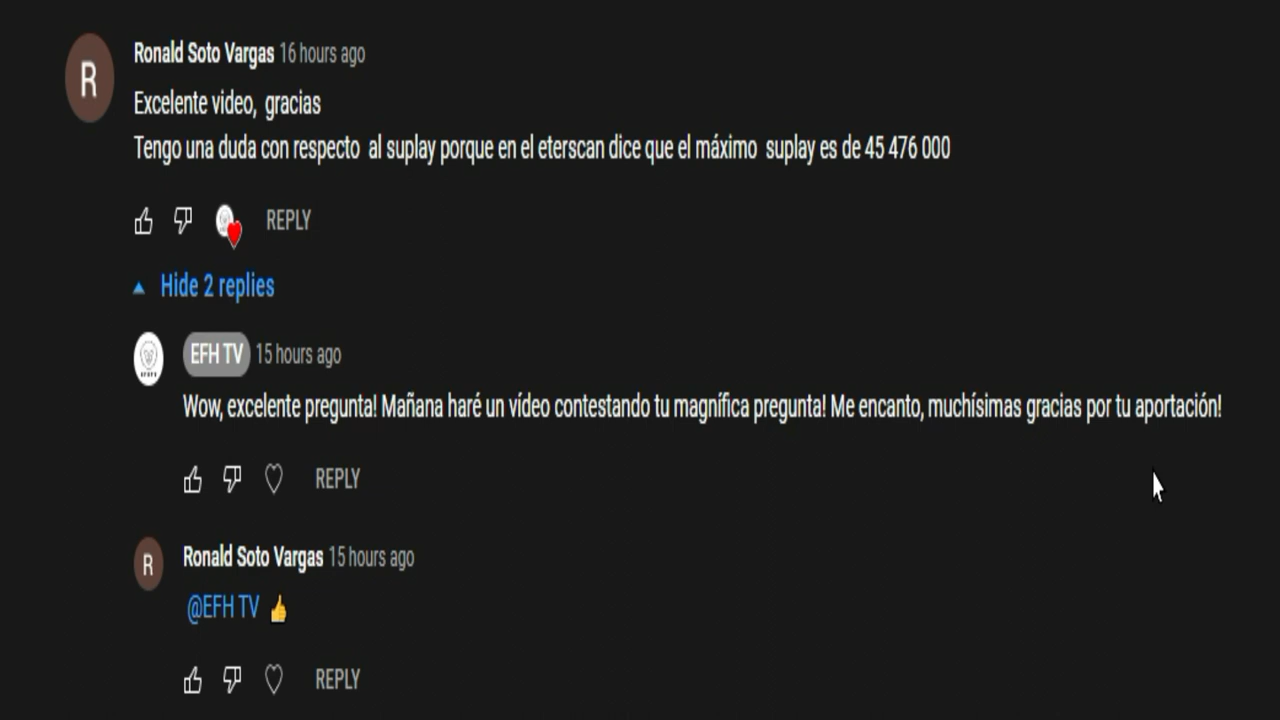 R
Ronald Soto Vargas 16 hours ago
Excelente video, gracias
Tengo una duda con respecto al suplay porque en el eterscan dice que el máximo suplay es de 45 476 000
REPLY
Hide 2 replies
EFH TV 15 hours ago
Wow, excelente pregunta! Mañana haré un vídeo contestando tu magnífica pregunta! Me encanto, muchísimas gracias por tu aportación!
REPLY
R
Ronald Soto Vargas 15 hours ago
@EFH TV 👍
REPLY